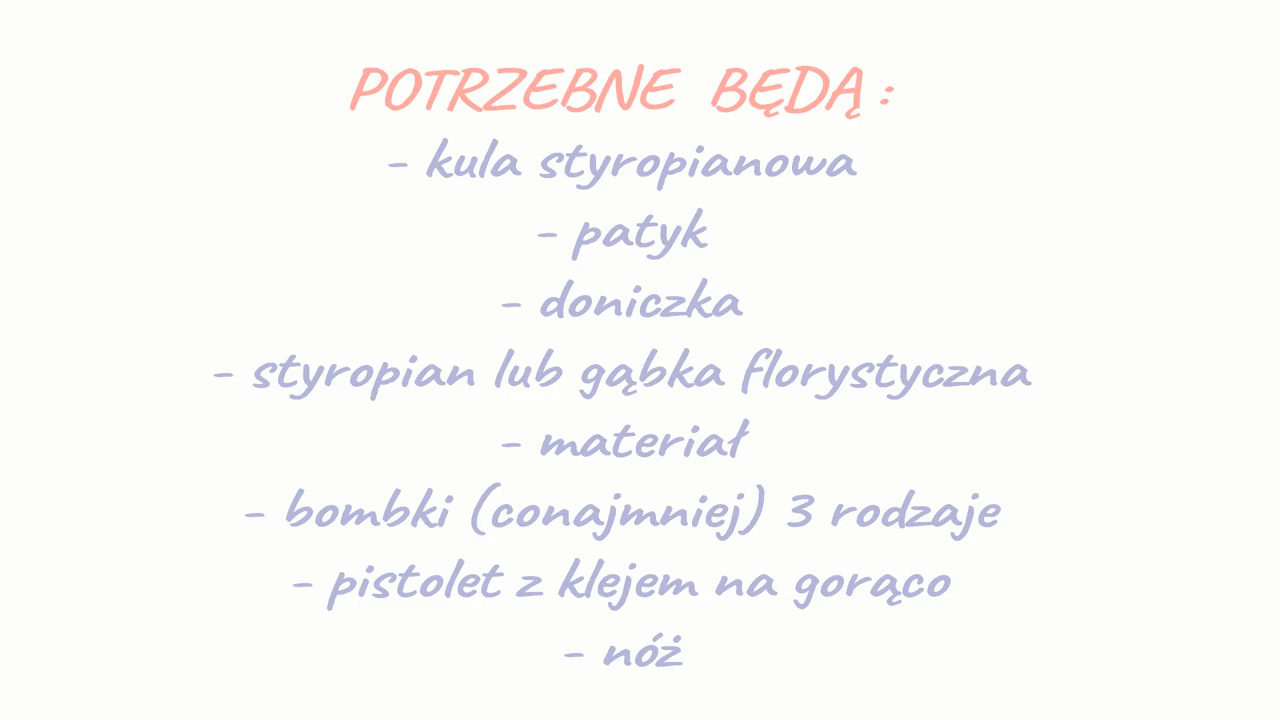 POTRZEBNE BĘDĄ:
- kula styropianowa
- patyk
- doniczka
- styropian lub gąbka florystyczna
- materiał
- bombki (conajmniej) 3 rodzaje
- pistolet z klejem na gorąco
- nóż